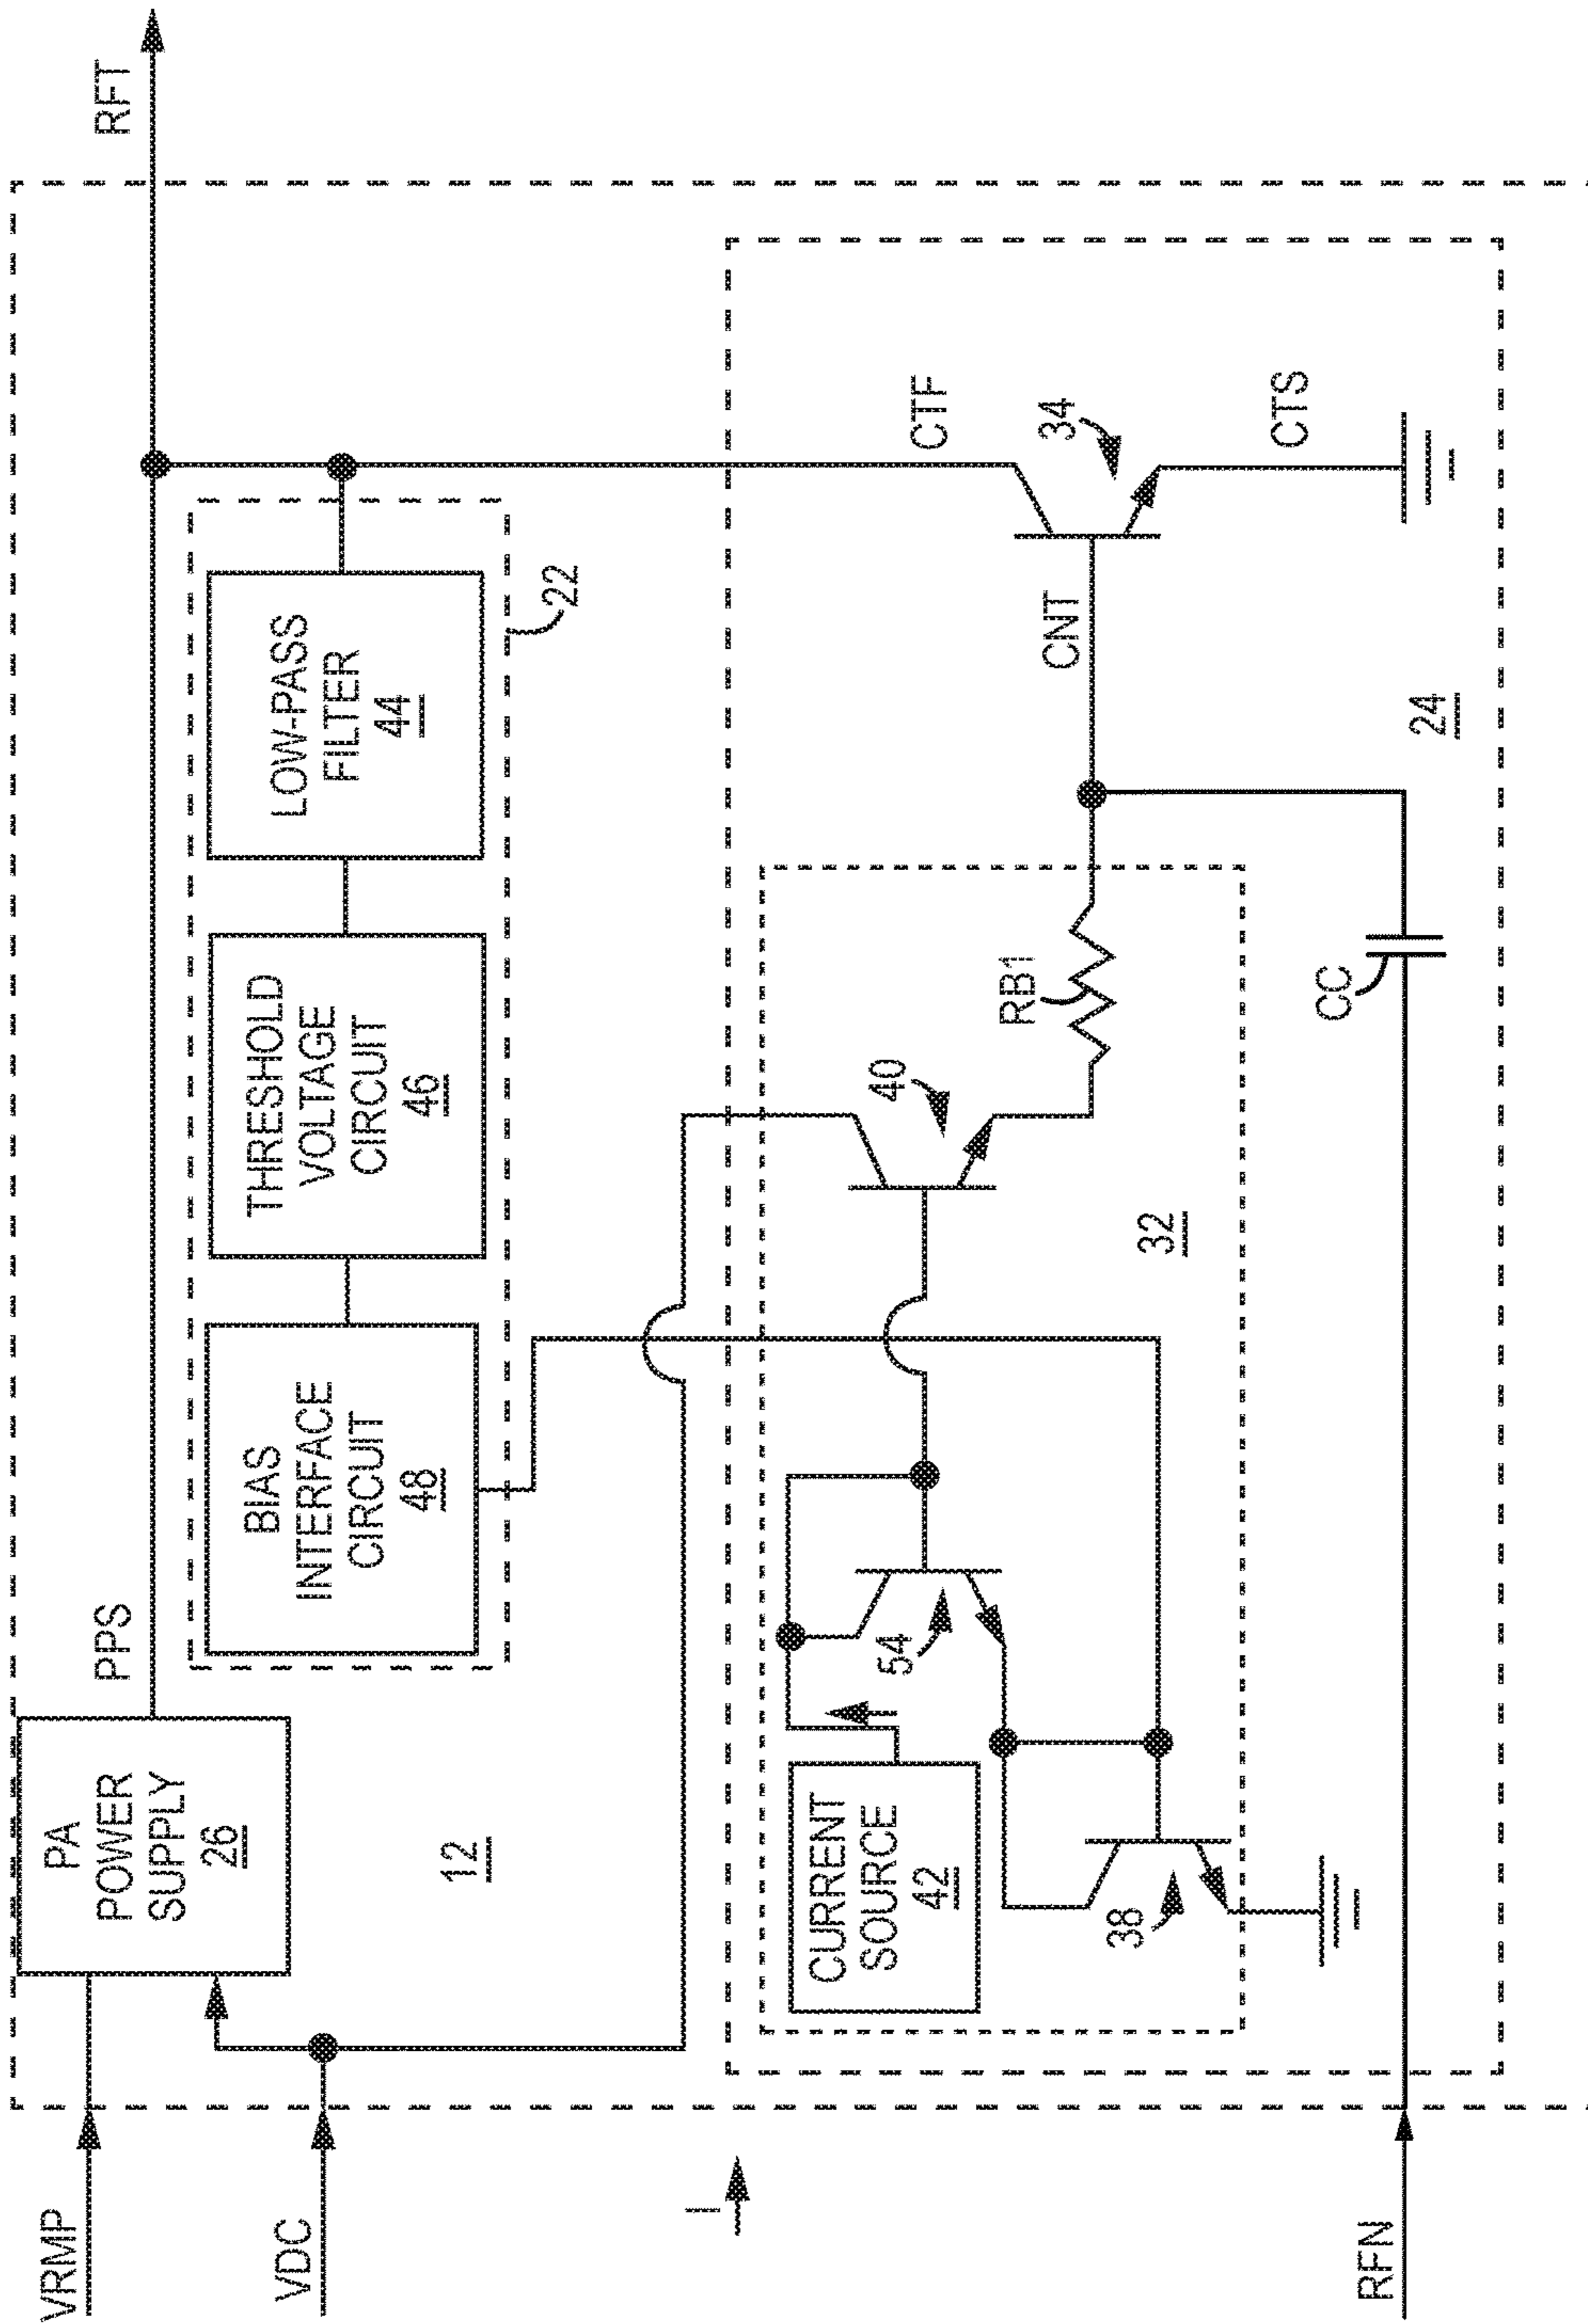 VRMP
PA
POWER
SUPPLY
26
PPS
RFT
VDC
12
BIAS
INTERFACE
CIRCUIT
48
THRESHOLD
VOLTAGE
CIRCUIT
46
LOW-PASS
FILTER
44
22
I
CURRENT
SOURCE
42
54
38
40
32
RB1
CNT
CTF
34
CTS
24
CC
RFN